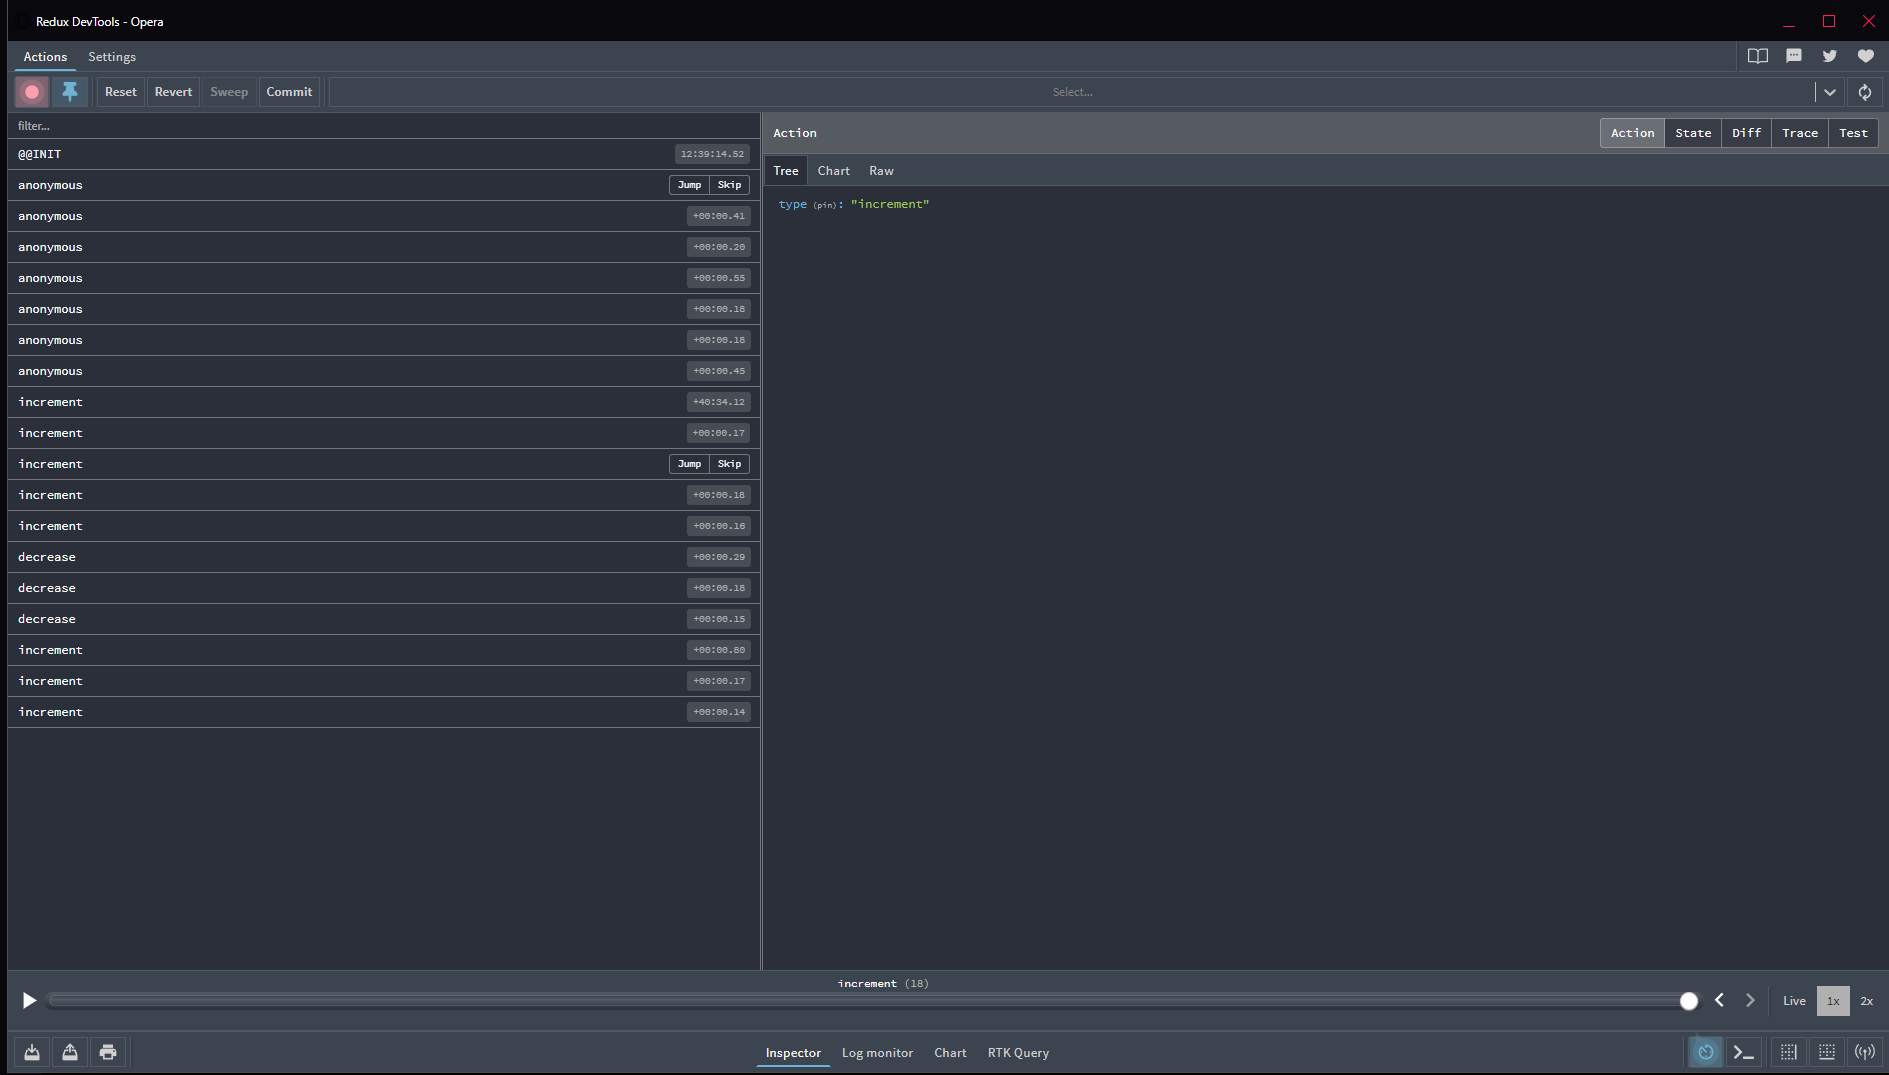 Redux DevTools - Opera
Actions Settings
Reset Revert Sweep Commit Select...
filter...
@@INIT 12:39:14.52
anonymous Jump Skip
anonymous +00:00.41
anonymous +00:00.20
anonymous +00:00.55
anonymous +00:00.18
anonymous +00:00.18
anonymous +00:00.45
increment +40:34.12
increment +00:00.17
increment Jump Skip
increment +00:00.18
increment +00:00.16
decrease +00:00.29
decrease +00:00.18
decrease +00:00.15
increment +00:00.80
increment +00:00.17
increment +00:00.14
Action Action State Diff Trace Test
Tree Chart Raw
type (pin): "increment"
increment (18)
Live 1x 2x
Inspector Log monitor Chart RTK Query